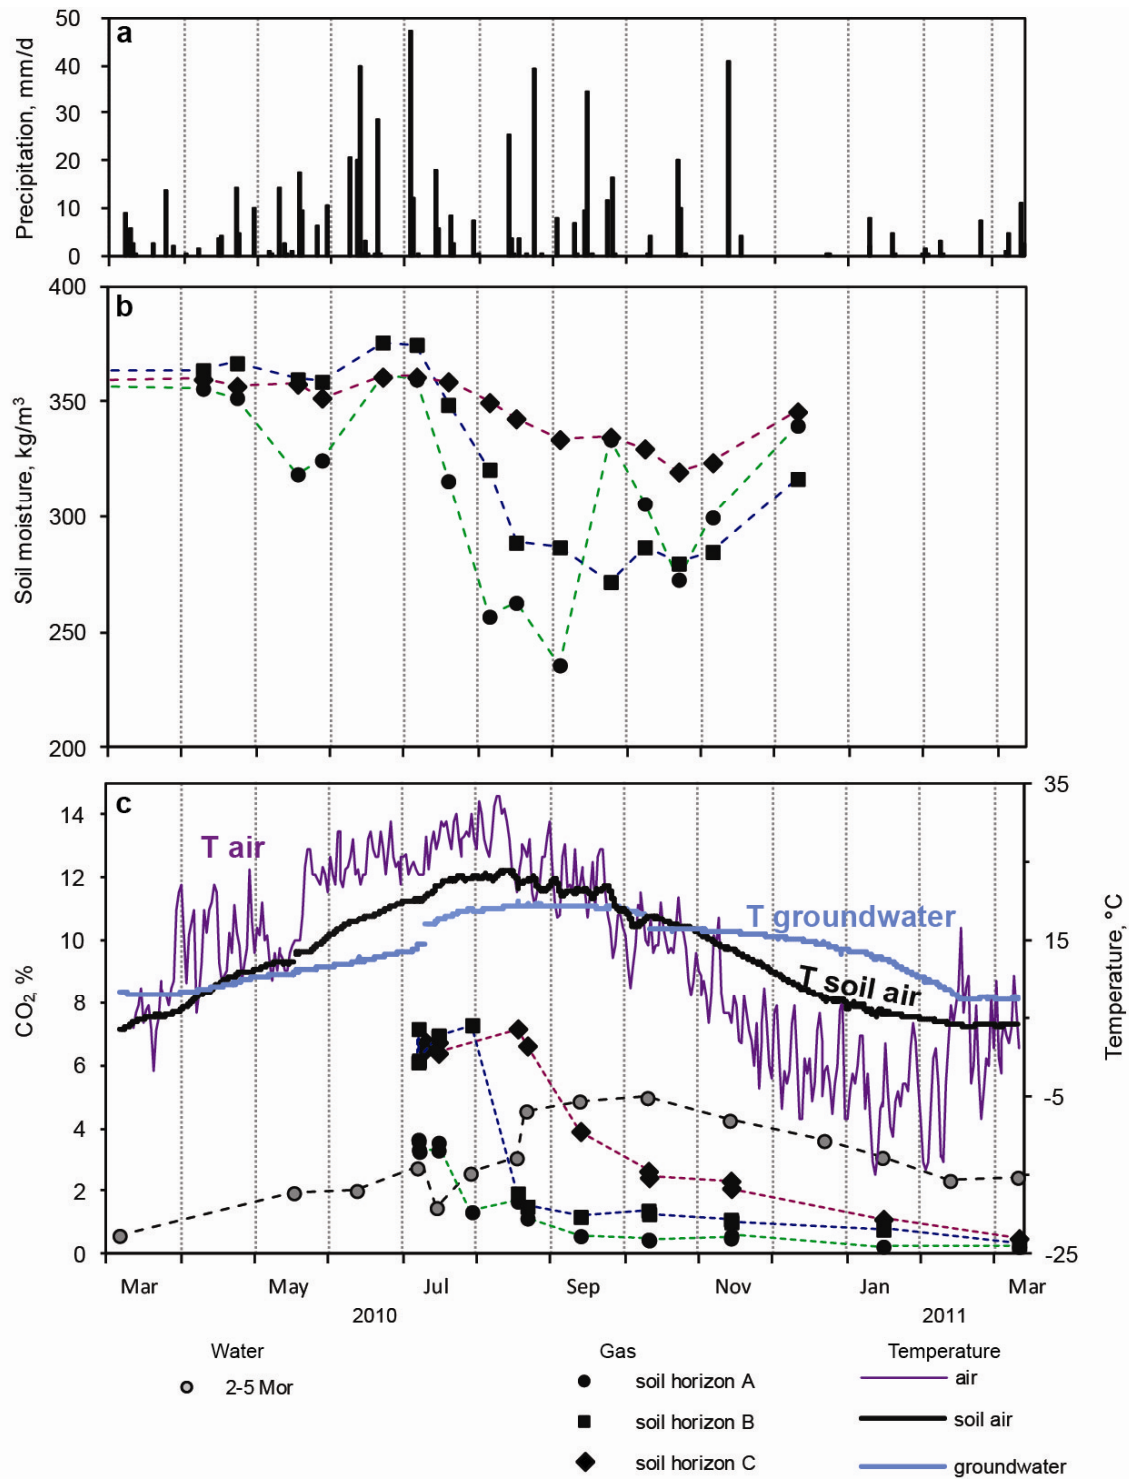 a
Precipitation, mm/d
50
40
30
20
10
0
b
Soil moisture, kg/m³
400
350
300
250
200
c
CO₂, %
14
12
10
8
6
4
2
0
T air
T groundwater
T soil air
35
15
-5
-25
Temperature, °C
Mar May Jul Sep Nov Jan Mar
2010 2011
Water Gas Temperature
2-5 Mor soil horizon A air
soil horizon B soil air
soil horizon C groundwater